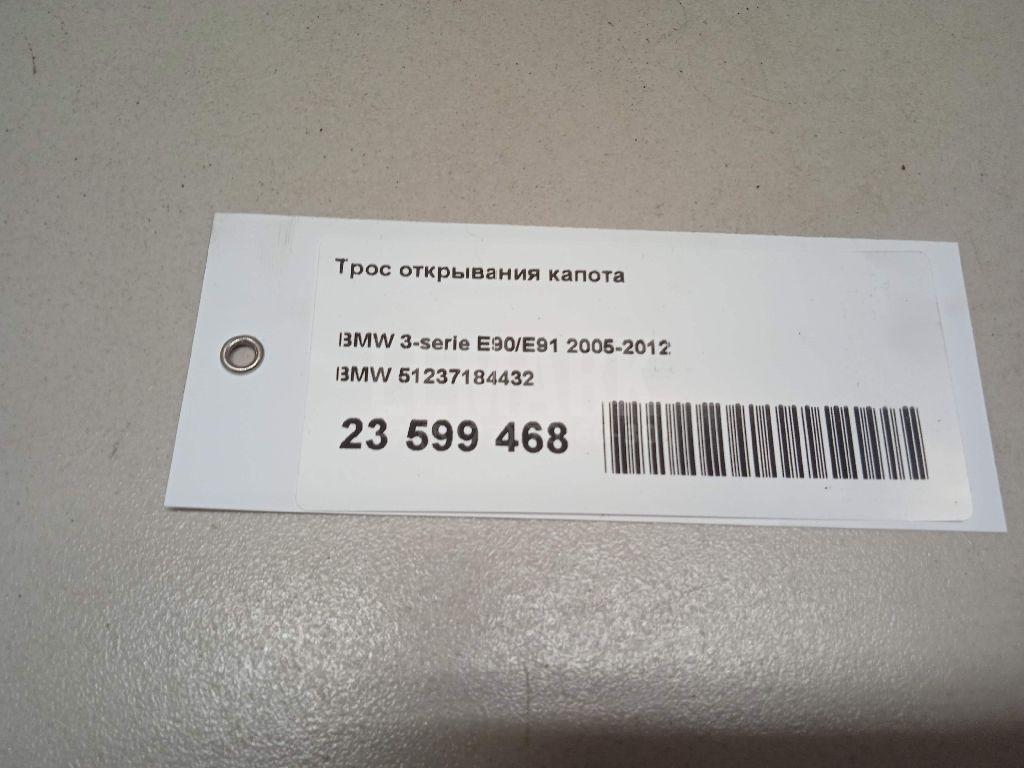 Трос открывания капота
BMW 3-serie E90/E91 2005-2012
BMW 51237184432
23 599 468